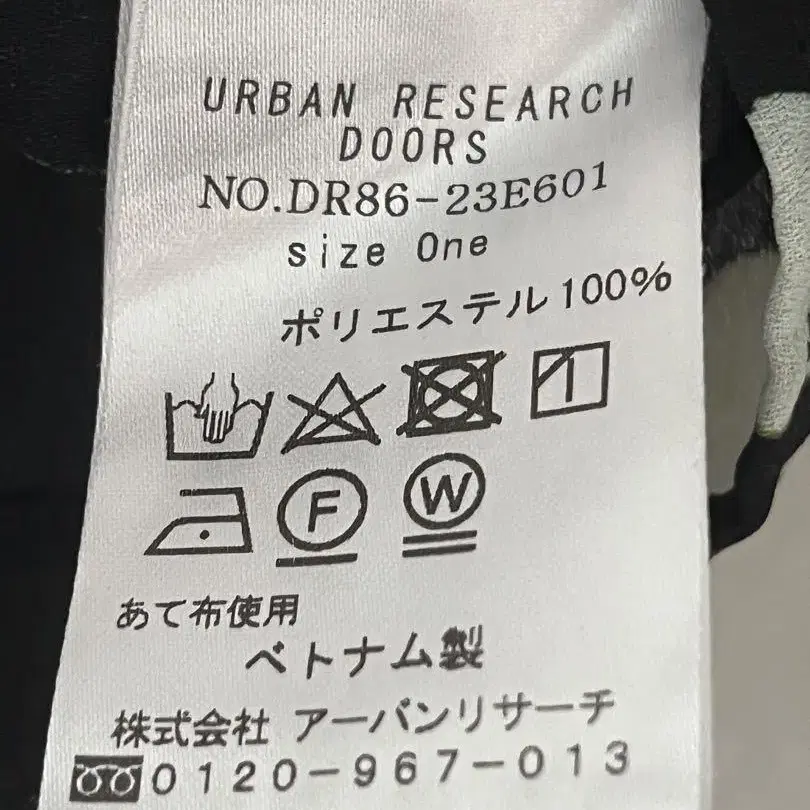 URBAN RESEARCH
DOORS
NO.DR86-23E601
size One
ポリエステル100%
F W
あて布使用
ベトナム製
株式会社 アーバンリサーチ
0120-967-013